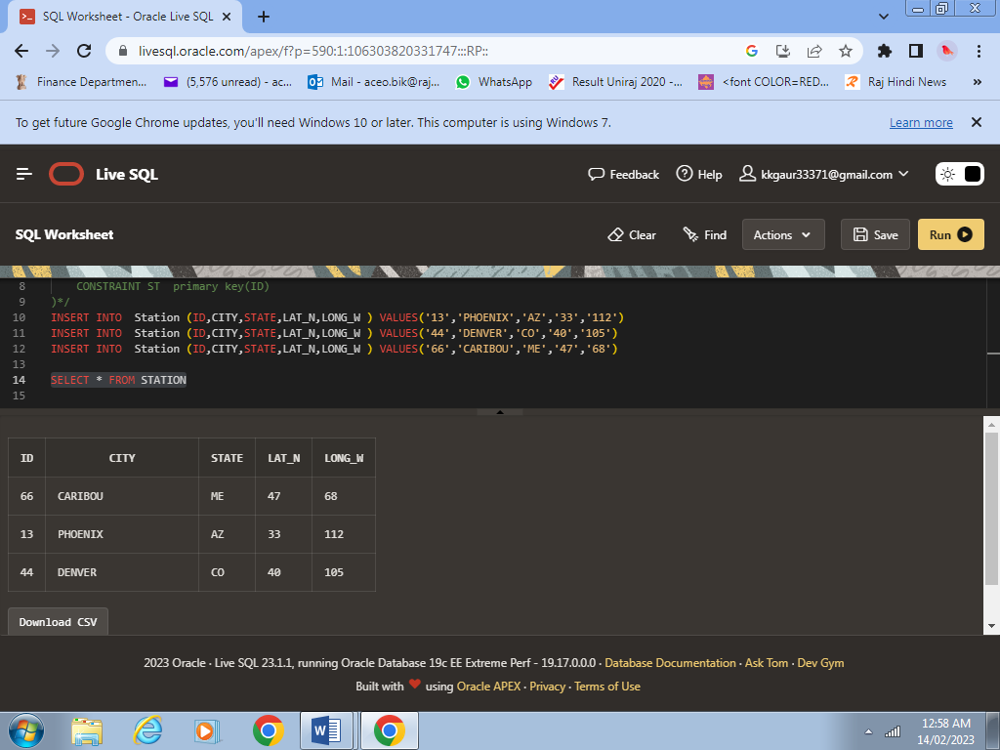 SQL Worksheet - Oracle Live SQL
livesql.oracle.com/apex/f?p=590:1:106303820331747:::RP::
Finance Departmen... (5,576 unread) - ac... Mail - aceo.bik@raj... WhatsApp Result Uniraj 2020 -... <font COLOR=RED... Raj Hindi News »
To get future Google Chrome updates, you'll need Windows 10 or later. This computer is using Windows 7. Learn more
Live SQL Feedback Help kkgaur33371@gmail.com
SQL Worksheet Clear Find Actions Save Run
8 CONSTRAINT ST primary key(ID)
9 )*/
10 INSERT INTO Station (ID,CITY,STATE,LAT_N,LONG_W ) VALUES('13','PHOENIX','AZ','33','112')
11 INSERT INTO Station (ID,CITY,STATE,LAT_N,LONG_W ) VALUES('44','DENVER','CO','40','105')
12 INSERT INTO Station (ID,CITY,STATE,LAT_N,LONG_W ) VALUES('66','CARIBOU','ME','47','68')
13
14 SELECT * FROM STATION
15
ID CITY STATE LAT_N LONG_W
66 CARIBOU ME 47 68
13 PHOENIX AZ 33 112
44 DENVER CO 40 105
Download CSV
2023 Oracle · Live SQL 23.1.1, running Oracle Database 19c EE Extreme Perf - 19.17.0.0.0 · Database Documentation · Ask Tom · Dev Gym
Built with ❤ using Oracle APEX · Privacy · Terms of Use
12:58 AM
14/02/2023